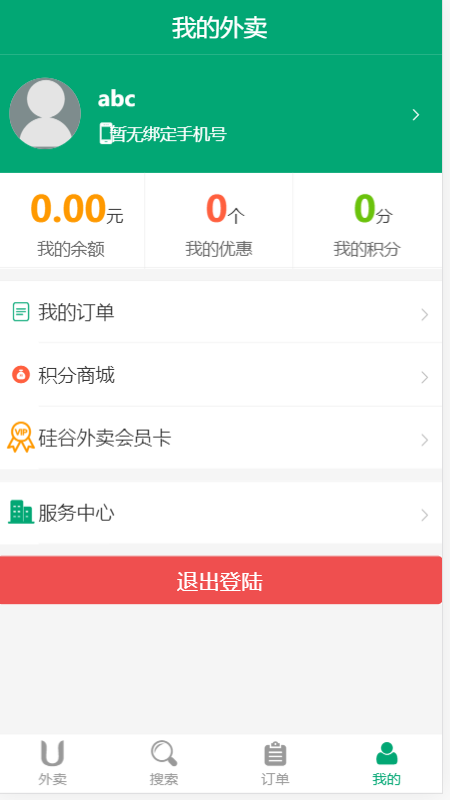 我的外卖
abc
暂无绑定手机号
0.00元
0个
0分
我的余额
我的优惠
我的积分
我的订单
积分商城
VIP
硅谷外卖会员卡
服务中心
退出登陆
外卖
搜索
订单
我的